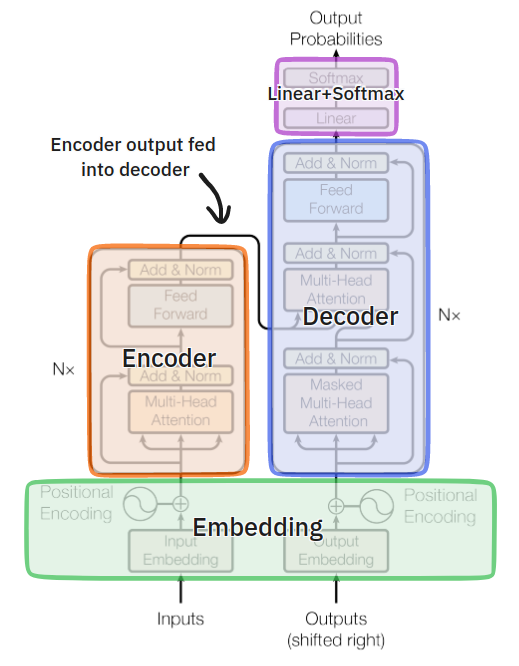 Output
Probabilities
Softmax
Linear+Softmax
Linear
Encoder output fed
into decoder
Add & Norm
Feed
Forward
Add & Norm
Multi-Head
Attention
Decoder
Nx
Add & Norm
Masked
Multi-Head
Attention
Add & Norm
Feed
Forward
Nx
Encoder
Add & Norm
Multi-Head
Attention
Positional
Encoding
Positional
Encoding
Embedding
Input
Embedding
Output
Embedding
Inputs
Outputs
(shifted right)